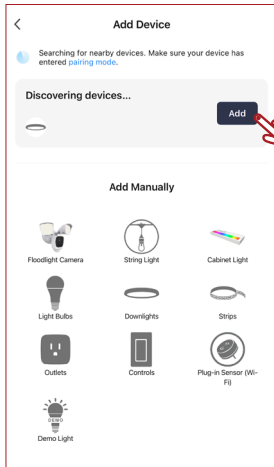 Add Device
Searching for nearby devices. Make sure your device has
entered pairing mode.
Discovering devices...
Add
Add Manually
Floodlight Camera
String Light
Cabinet Light
Light Bulbs
Downlights
Strips
Outlets
Controls
Plug-in Sensor (Wi-
Fi)
DEMO
Demo Light